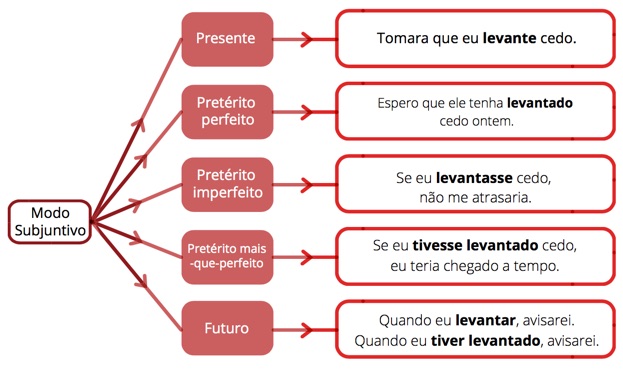 Modo
Subjuntivo
Presente
Tomara que eu levante cedo.
Pretérito
perfeito
Espero que ele tenha levantado
cedo ontem.
Pretérito
imperfeito
Se eu levantasse cedo,
não me atrasaria.
Pretérito mais
-que-perfeito
Se eu tivesse levantado cedo,
eu teria chegado a tempo.
Futuro
Quando eu levantar, avisarei.
Quando eu tiver levantado, avisarei.